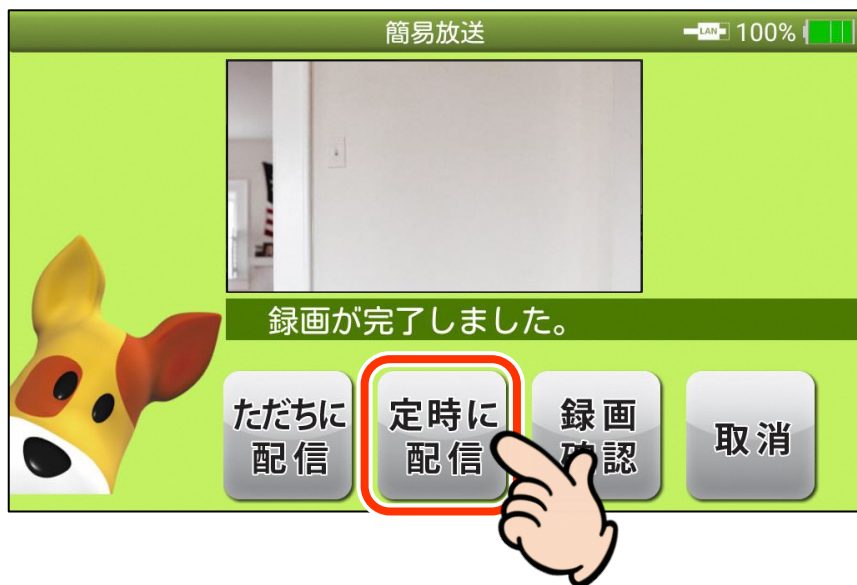 簡易放送
LAN 100%
録画が完了しました。
ただちに
配信
定時に
配信
録画
確認
取消